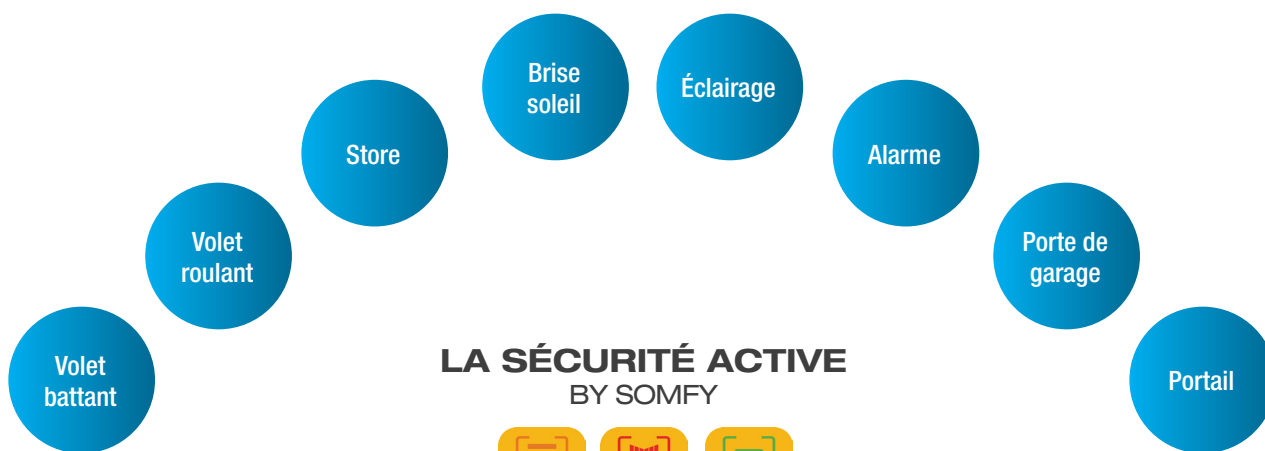 Brise
soleil
Éclairage
Store
Alarme
Volet
roulant
Porte de
garage
Volet
battant
LA SÉCURITÉ ACTIVE
BY SOMFY
Portail